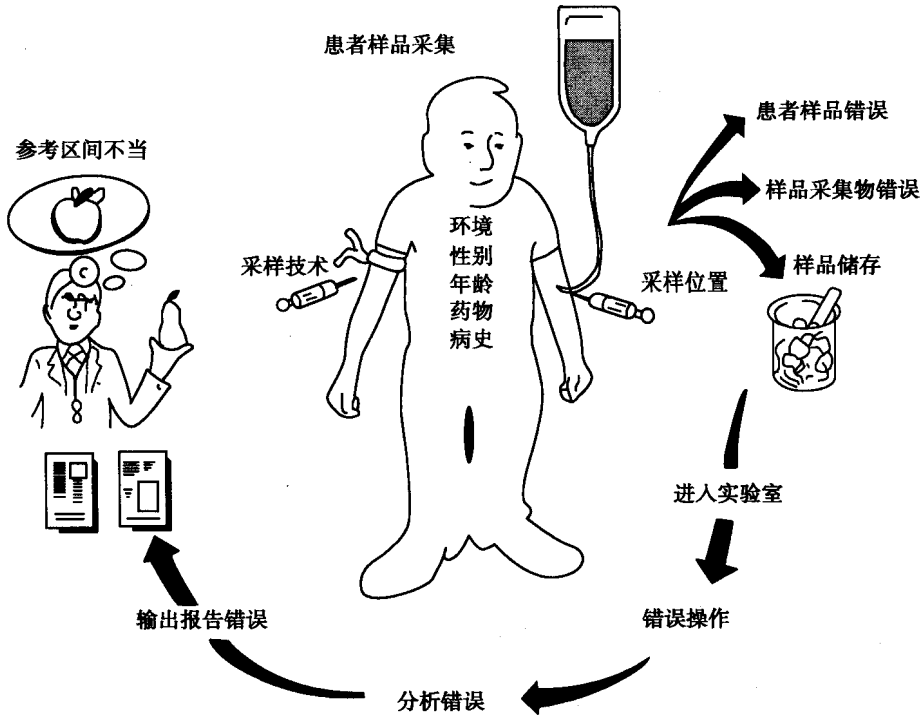 患者样品采集
患者样品错误
参考区间不当
样品采集物错误
环境
采样技术
性别
采样位置
样品储存
年龄
药物
病史
C
进入实验室
输出报告错误
错误操作
分析错误